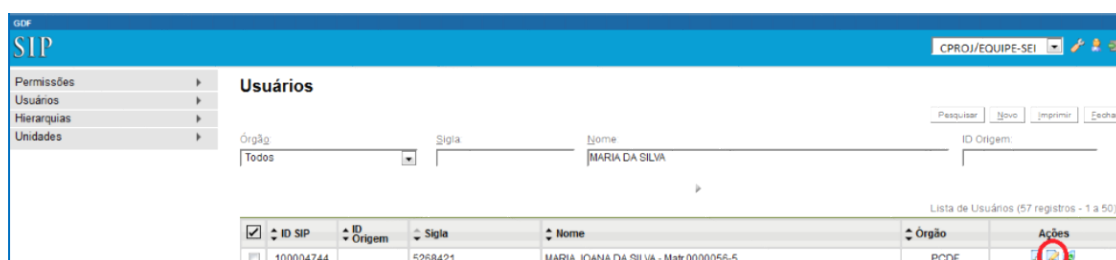 GDF
SIP
CPROJ/EQUIPE-SEI
Permissões
Usuários
Hierarquias
Unidades
Usuários
Pesquisar Novo Imprimir Fechar
Órgão Sigla Nome ID Origem:
Todos MARIA DA SILVA
Lista de Usuários (57 registros - 1 a 50)
ID SIP ID Origem Sigla Nome Órgão Ações
100004744 5268421 MARIA JOANA DA SILVA - Matr.0000056-5 PCDF